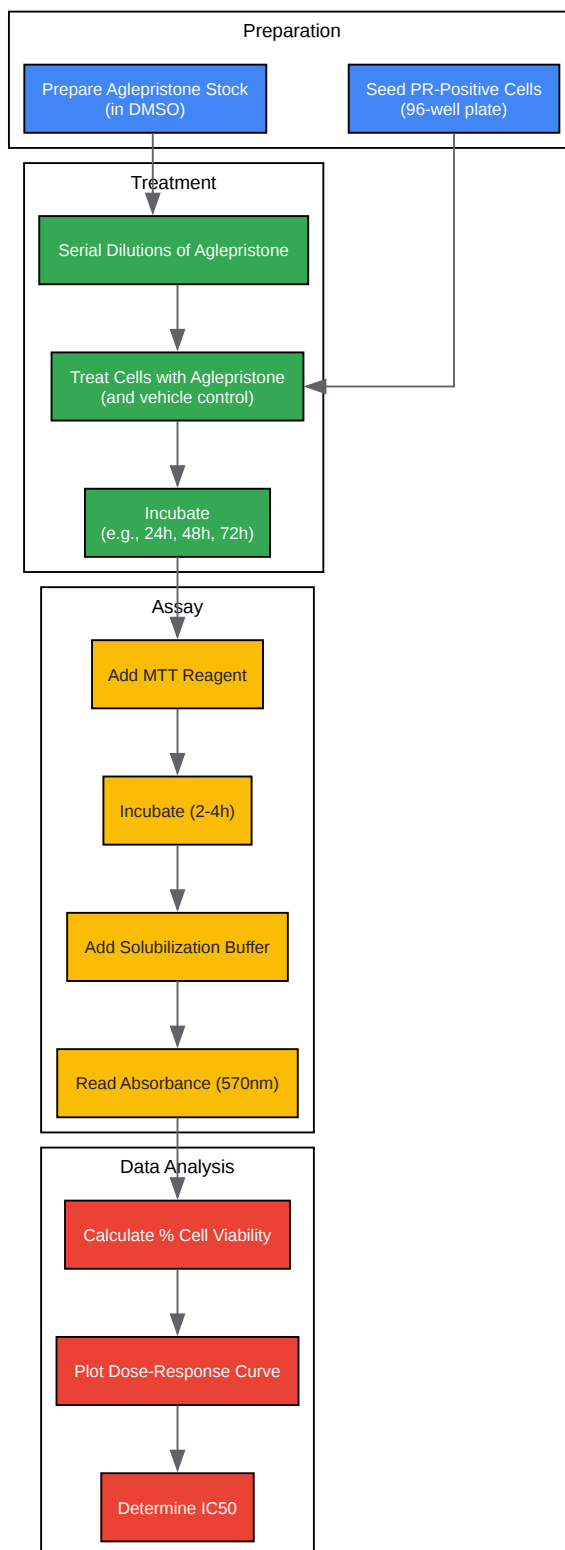 Preparation
Prepare Aglepristone Stock
(in DMSO)
Seed PR-Positive Cells
(96-well plate)
Treatment
Serial Dilutions of Aglepristone
Treat Cells with Aglepristone
(and vehicle control)
Incubate
(e.g., 24h, 48h, 72h)
Assay
Add MTT Reagent
Incubate (2-4h)
Add Solubilization Buffer
Read Absorbance (570nm)
Data Analysis
Calculate % Cell Viability
Plot Dose-Response Curve
Determine IC50